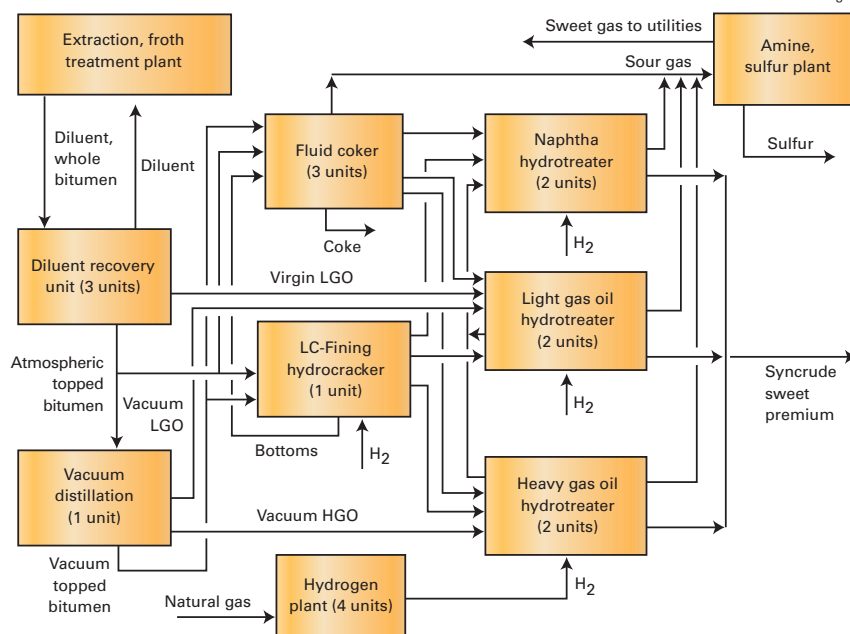 Extraction, froth
treatment plant
Sweet gas to utilities
Sour gas
Amine,
sulfur plant
Sulfur
Diluent,
whole
bitumen
Diluent
Fluid coker
(3 units)
Coke
Naphtha
hydrotreater
(2 units)
H2
Diluent recovery
unit (3 units)
Virgin LGO
Light gas oil
hydrotreater
(2 units)
H2
LC-Fining
hydrocracker
(1 unit)
H2
Bottoms
Atmospheric
topped
bitumen
Vacuum
LGO
Syncrude
sweet
premium
Vacuum
distillation
(1 unit)
Vacuum HGO
Heavy gas oil
hydrotreater
(2 units)
H2
Vacuum
topped
bitumen
Natural gas
Hydrogen
plant (4 units)